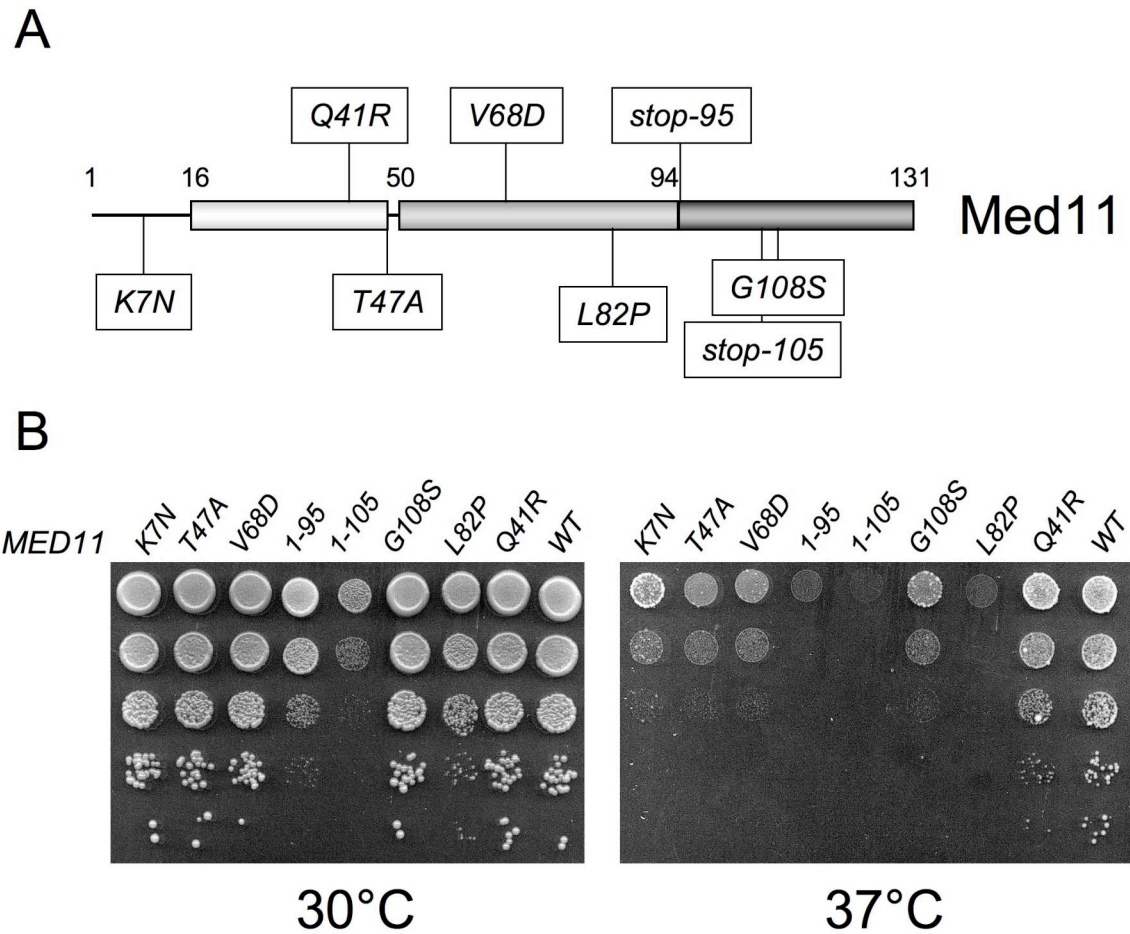 A
Q41R V68D stop-95
1 16 50 94 131
Med11
K7N T47A L82P G108S
stop-105
B
MED11 K7N T47A V68D 1-95 1-105 G108S L82P Q41R WT K7N T47A V68D 1-95 1-105 G108S L82P Q41R WT
30°C 37°C